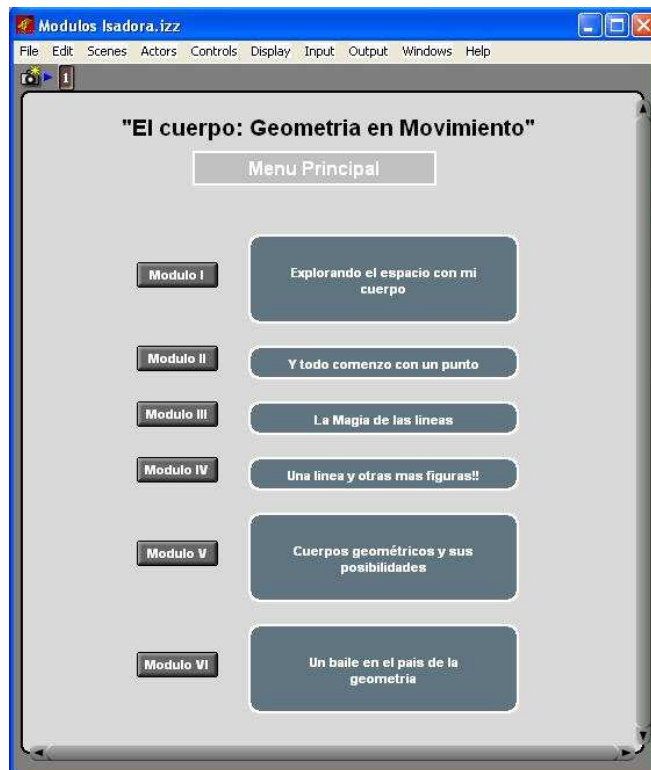 Modulos Isadora.izz
File Edit Scenes Actors Controls Display Input Output Windows Help
1
"El cuerpo: Geometria en Movimiento"
Menu Principal
Modulo I
Explorando el espacio con mi
cuerpo
Modulo II
Y todo comenzo con un punto
Modulo III
La Magia de las lineas
Modulo IV
Una linea y otras mas figuras!!
Modulo V
Cuerpos geométricos y sus
posibilidades
Modulo VI
Un baile en el pais de la
geometria